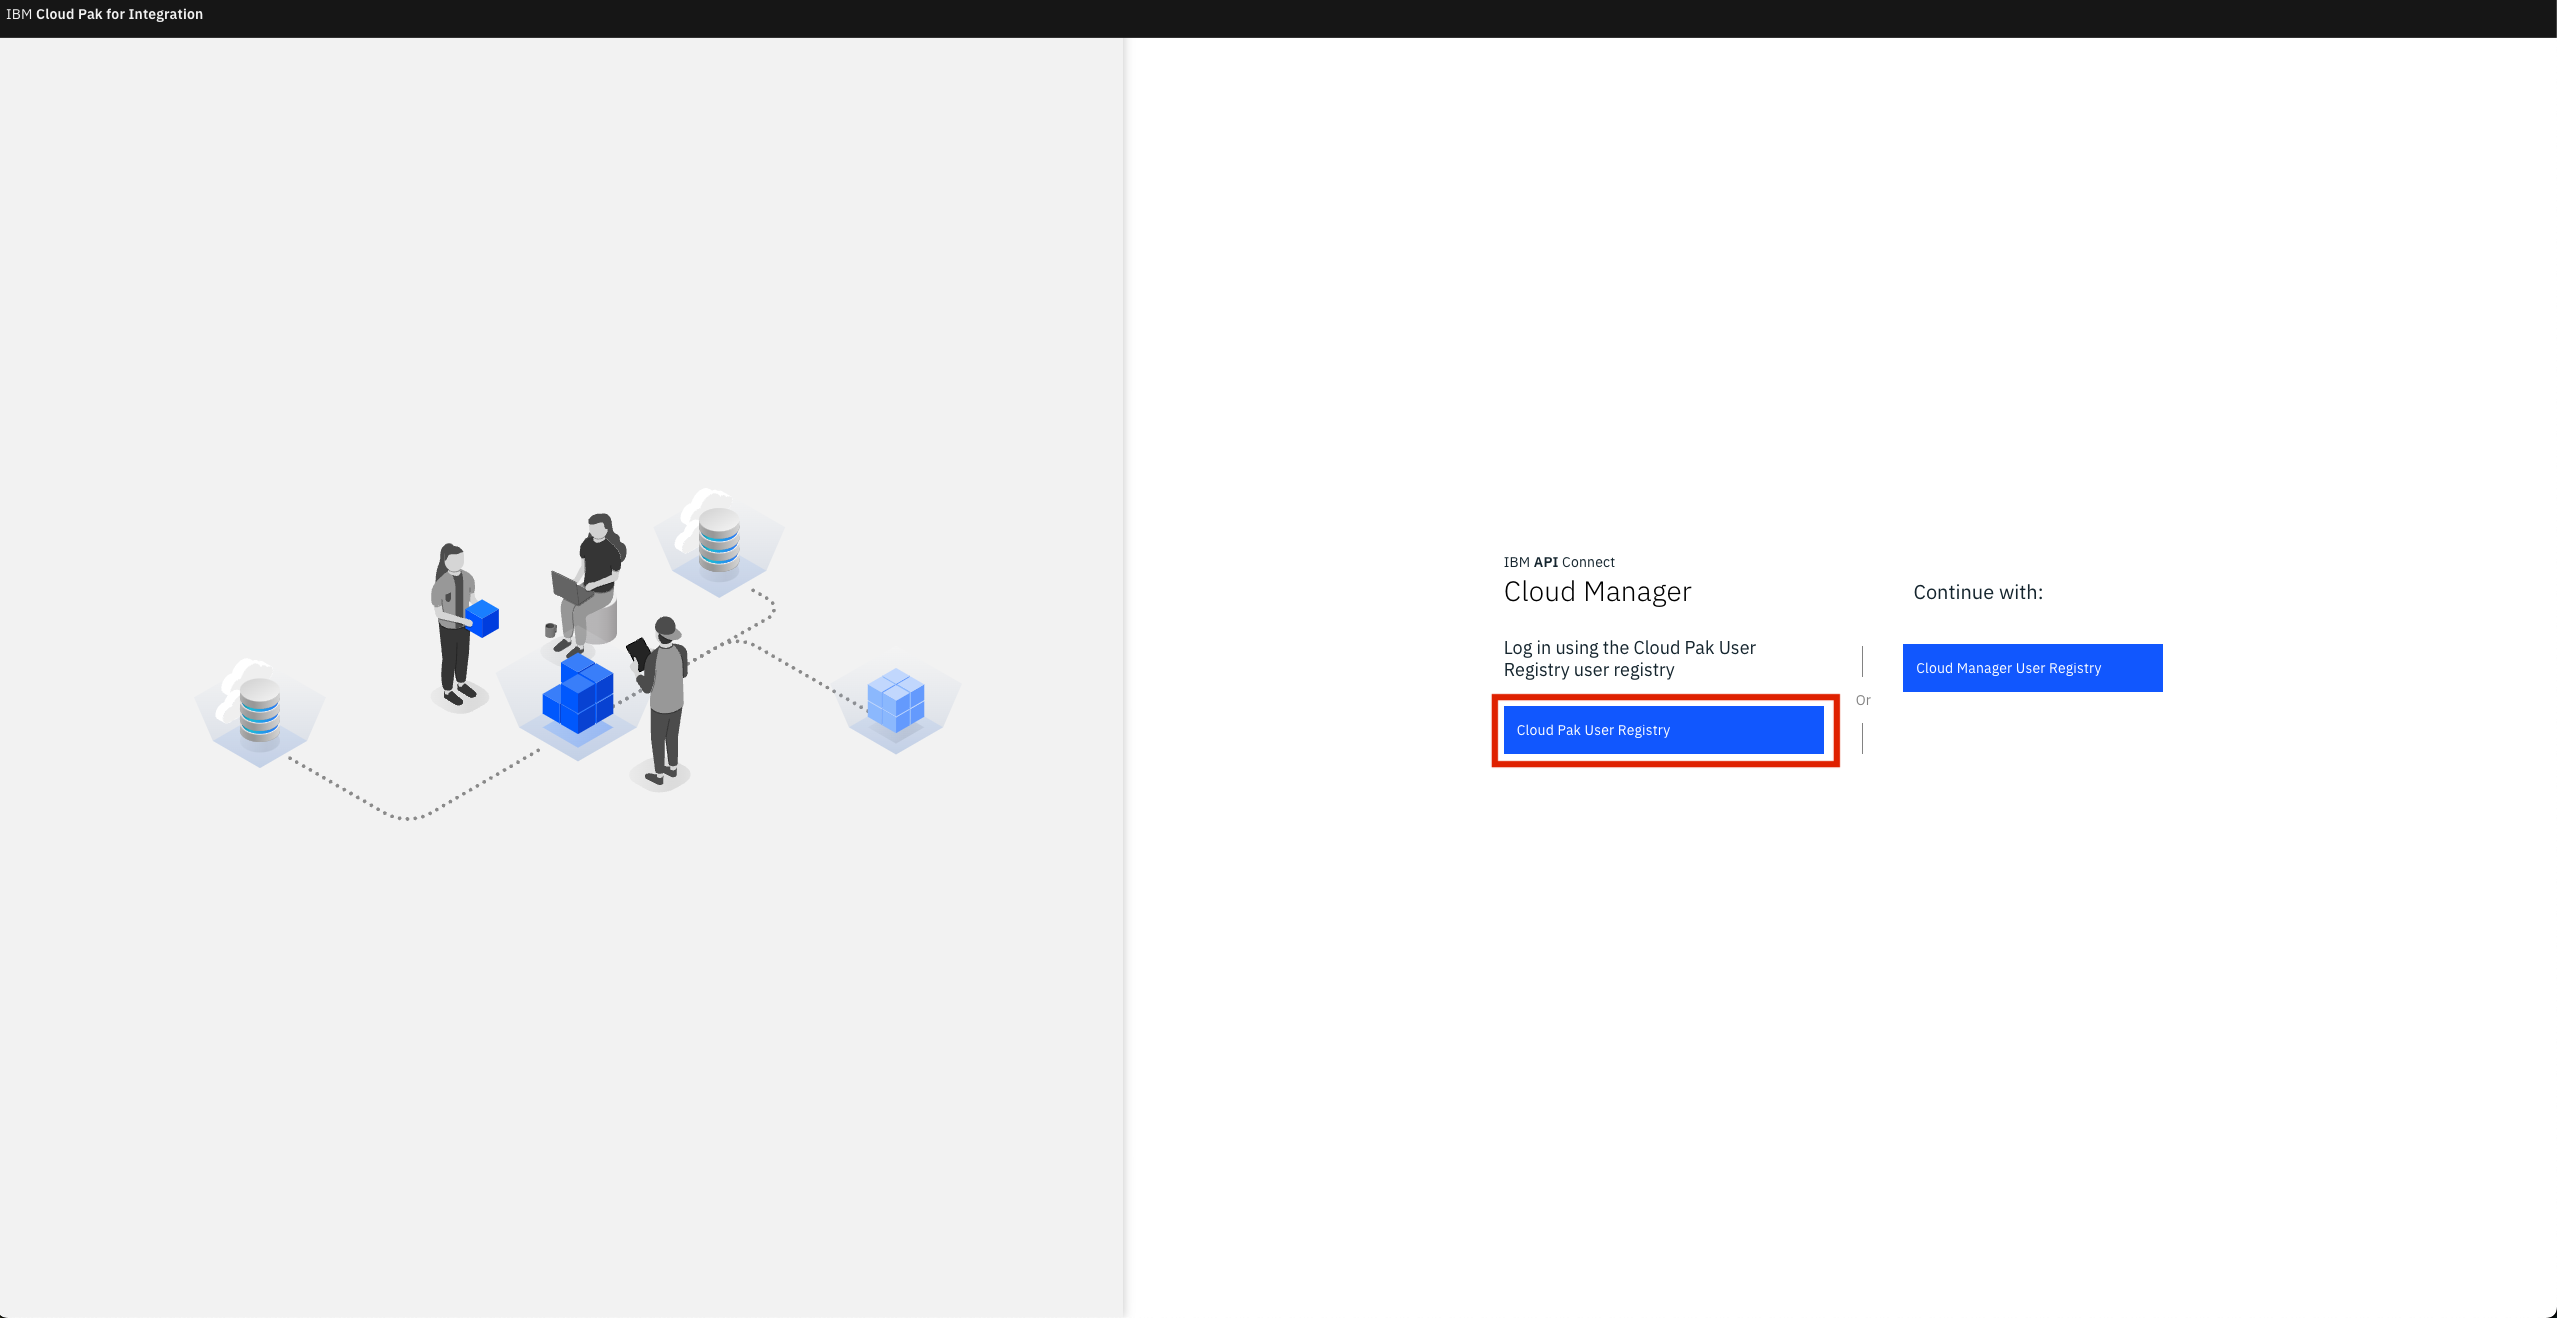 IBM Cloud Pak for Integration
IBM API Connect
Cloud Manager
Log in using the Cloud Pak User
Registry user registry
Cloud Pak User Registry
Or
Continue with:
Cloud Manager User Registry